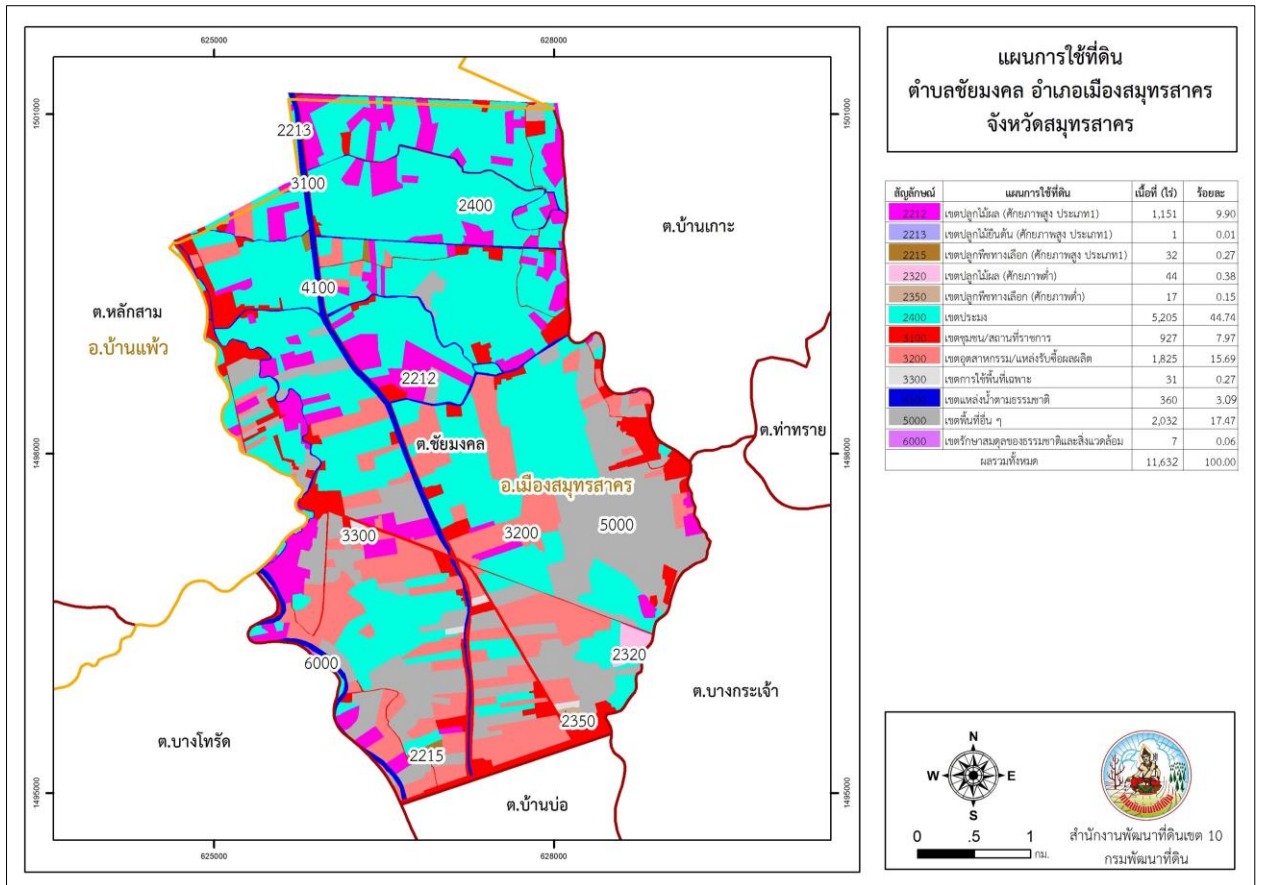 625000
628000
1501000
1501000
1498000
1498000
1495000
1495000
625000
628000
2213
3100
2400
ต.บ้านเกาะ
ต.หลักสาม
อ.บ้านแพ้ว
4100
2212
ต.ชัยมงคล
ต.ท่าทราย
อ.เมืองสมุทรสาคร
3300
3200
5000
6000
2320
ต.บางกระเจ้า
2350
ต.บางโทรัด
2215
ต.บ้านบ่อ
แผนการใช้ที่ดิน
ตำบลชัยมงคล อำเภอเมืองสมุทรสาคร
จังหวัดสมุทรสาคร
สัญลักษณ์ แผนการใช้ที่ดิน เนื้อที่ (ไร่) ร้อยละ
2212 เขตปลูกไม้ผล (ศักยภาพสูง ประเภท1) 1,151 9.90
2213 เขตปลูกไม้ยืนต้น (ศักยภาพสูง ประเภท1) 1 0.01
2215 เขตปลูกพืชทางเลือก (ศักยภาพสูง ประเภท1) 32 0.27
2320 เขตปลูกไม้ผล (ศักยภาพต่ำ) 44 0.38
2350 เขตปลูกพืชทางเลือก (ศักยภาพต่ำ) 17 0.15
2400 เขตประมง 5,205 44.74
3100 เขตชุมชน/สถานที่ราชการ 927 7.97
3200 เขตอุตสาหกรรม/แหล่งรับซื้อผลผลิต 1,825 15.69
3300 เขตการใช้พื้นที่เฉพาะ 31 0.27
4100 เขตแหล่งน้ำตามธรรมชาติ 360 3.09
5000 เขตพื้นที่อื่น ๆ 2,032 17.47
6000 เขตรักษาสมดุลของธรรมชาติและสิ่งแวดล้อม 7 0.06
ผลรวมทั้งหมด 11,632 100.00
N
W E
S
0 .5 1
กม.
กรมพัฒนาที่ดิน
สำนักงานพัฒนาที่ดินเขต 10
กรมพัฒนาที่ดิน